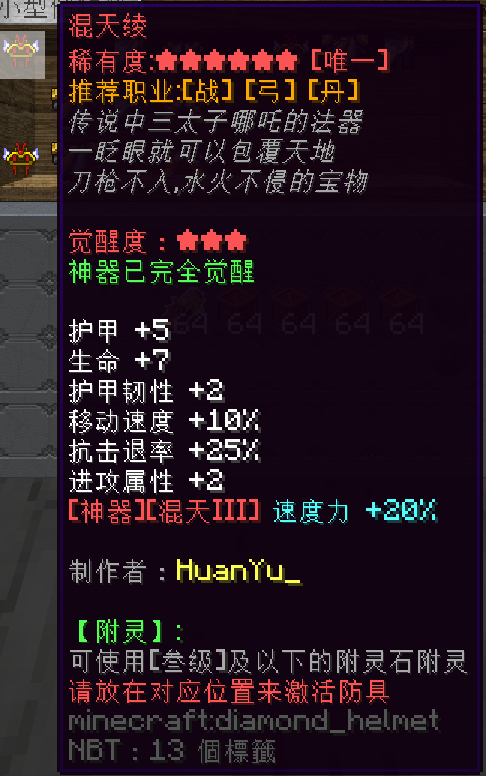 混天绫
稀有度:★★★★★★ [唯一]
推荐职业:[战] [弓] [丹]
传说中三太子哪吒的法器
一眨眼就可以包覆天地
刀枪不入,水火不侵的宝物
觉醒度：★★★
神器已完全觉醒
64 64 64 64 64
护甲 +5
生命 +7
护甲韧性 +2
移动速度 +10%
抗击退率 +25%
进攻属性 +2
[神器][混天III] 速度力 +20%
制作者：HuanYu_
【附灵】:
可使用[叁级]及以下的附灵石附灵
请放在对应位置来激活防具
minecraft:diamond_helmet
NBT：13 個標籤